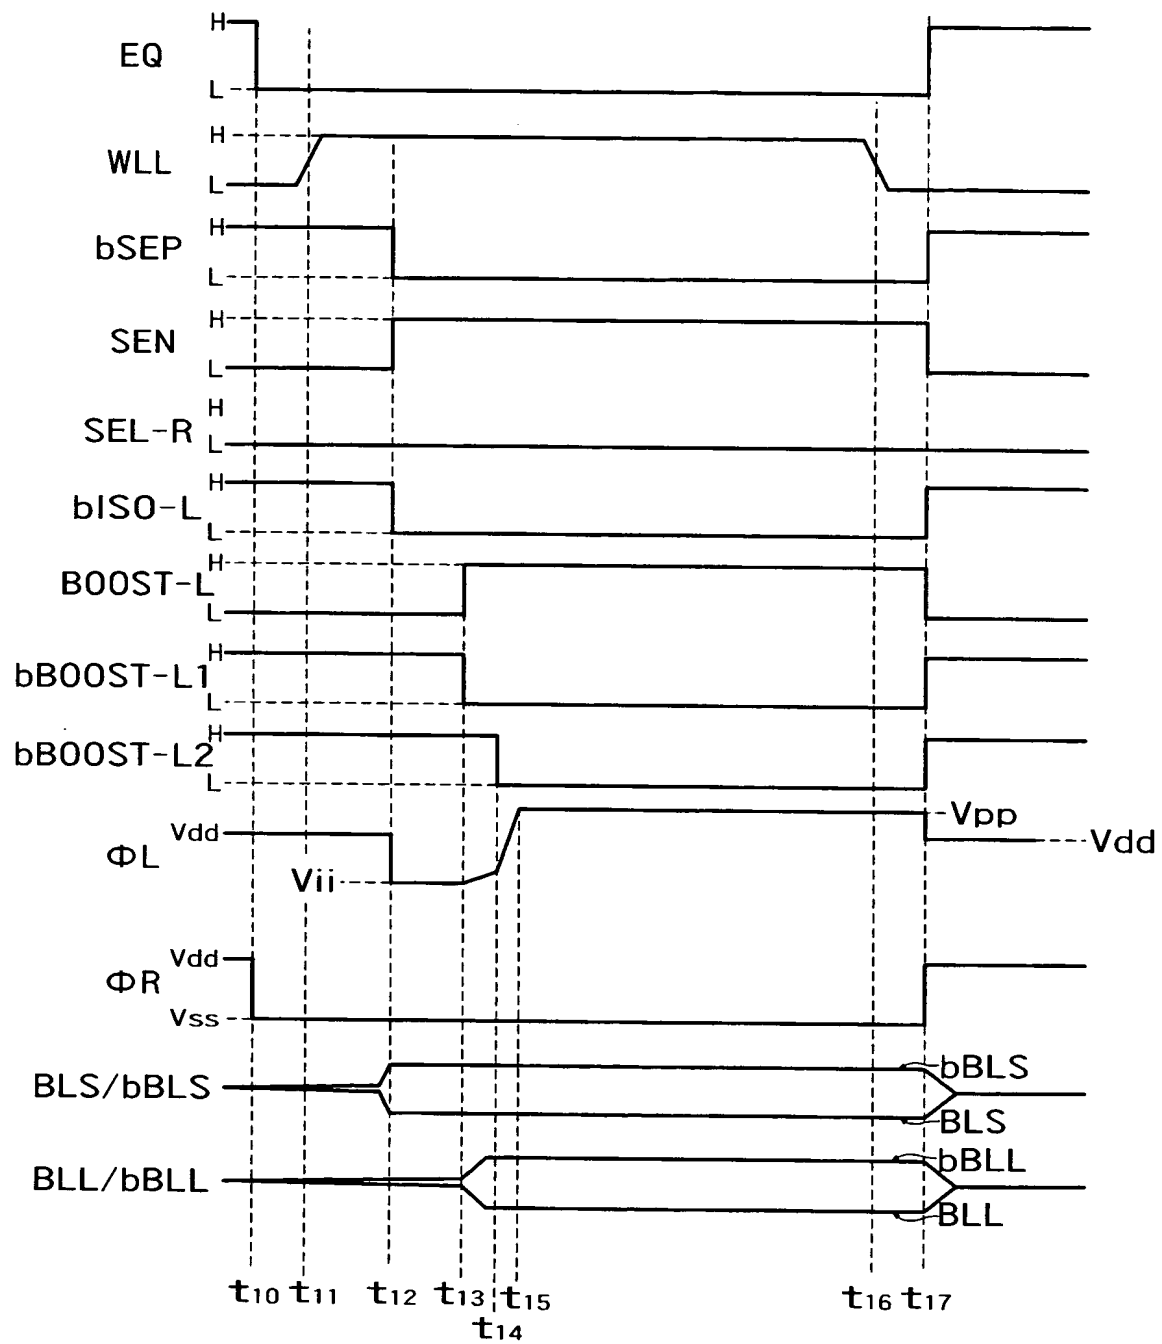 EQ H
L
WLL H
L
bSEP H
L
SEN H
L
SEL-R H
L
bISO-L H
L
BOOST-L H
L
bBOOST-L1 H
L
bBOOST-L2 H
L
ΦL Vdd Vpp
Vii Vdd
ΦR Vdd
Vss
BLS/bBLS bBLS
BLS
BLL/bBLL bBLL
BLL
t10 t11 t12 t13 t15 t16 t17
t14